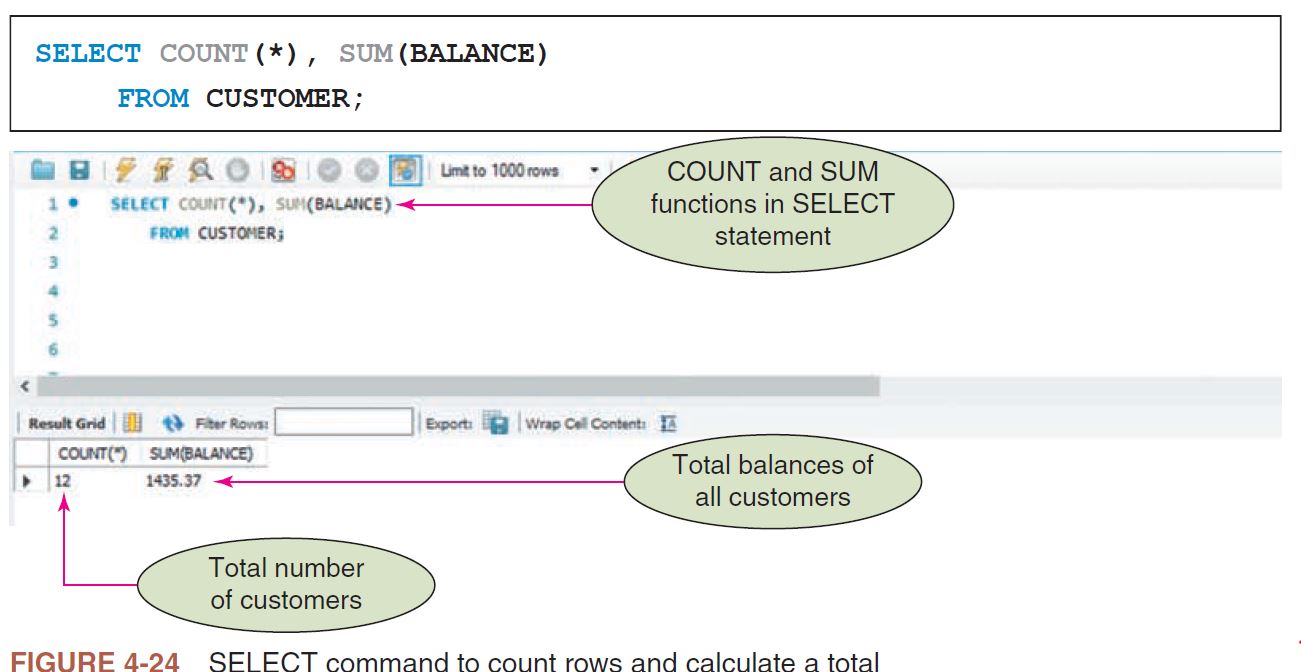 SELECT COUNT(*), SUM(BALANCE)
FROM CUSTOMER;
Limit to 1000 rows
1 SELECT COUNT(*), SUM(BALANCE)
2 FROM CUSTOMER;
3
4
5
6
COUNT and SUM
functions in SELECT
statement
Result Grid Filter Rows: Export: Wrap Cell Content: IA
COUNT(*) SUM(BALANCE)
12 1435.37
Total balances of
all customers
Total number
of customers
FIGURE 4-24 SELECT command to count rows and calculate a total